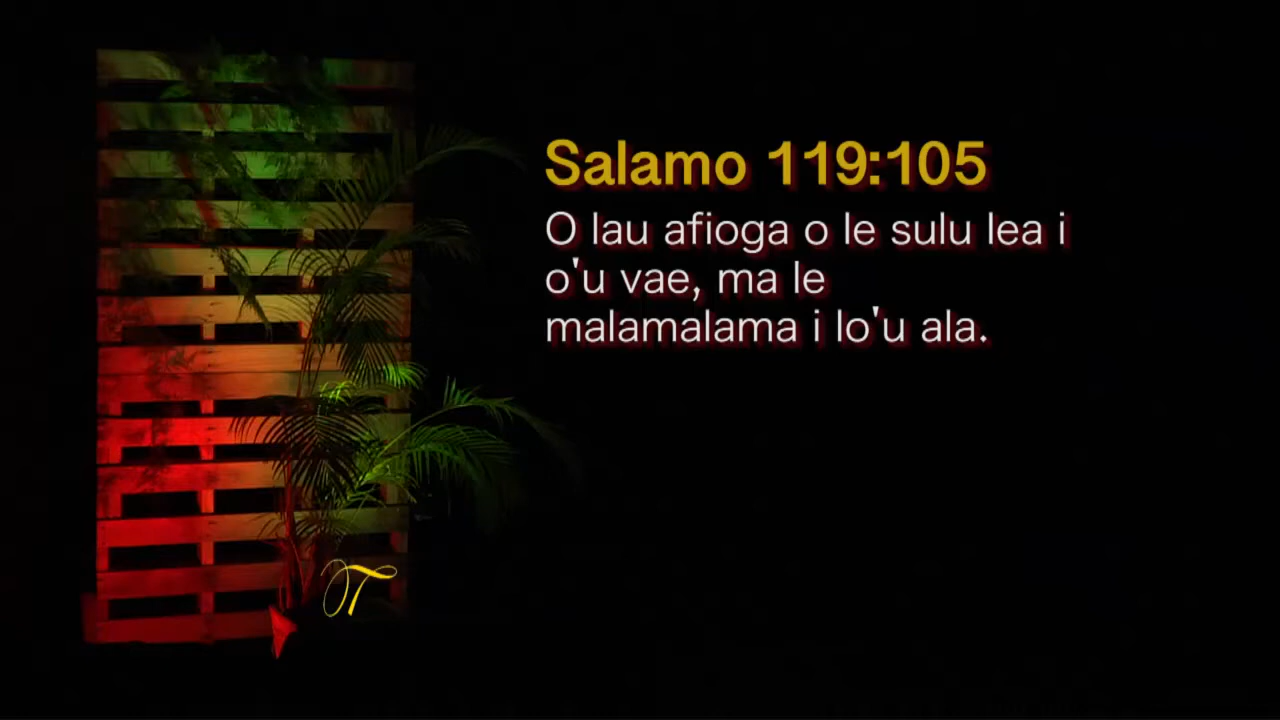 Salamo 119:105
O lau afioga o le sulu lea i
o'u vae, ma le
malamalama i lo'u ala.
T